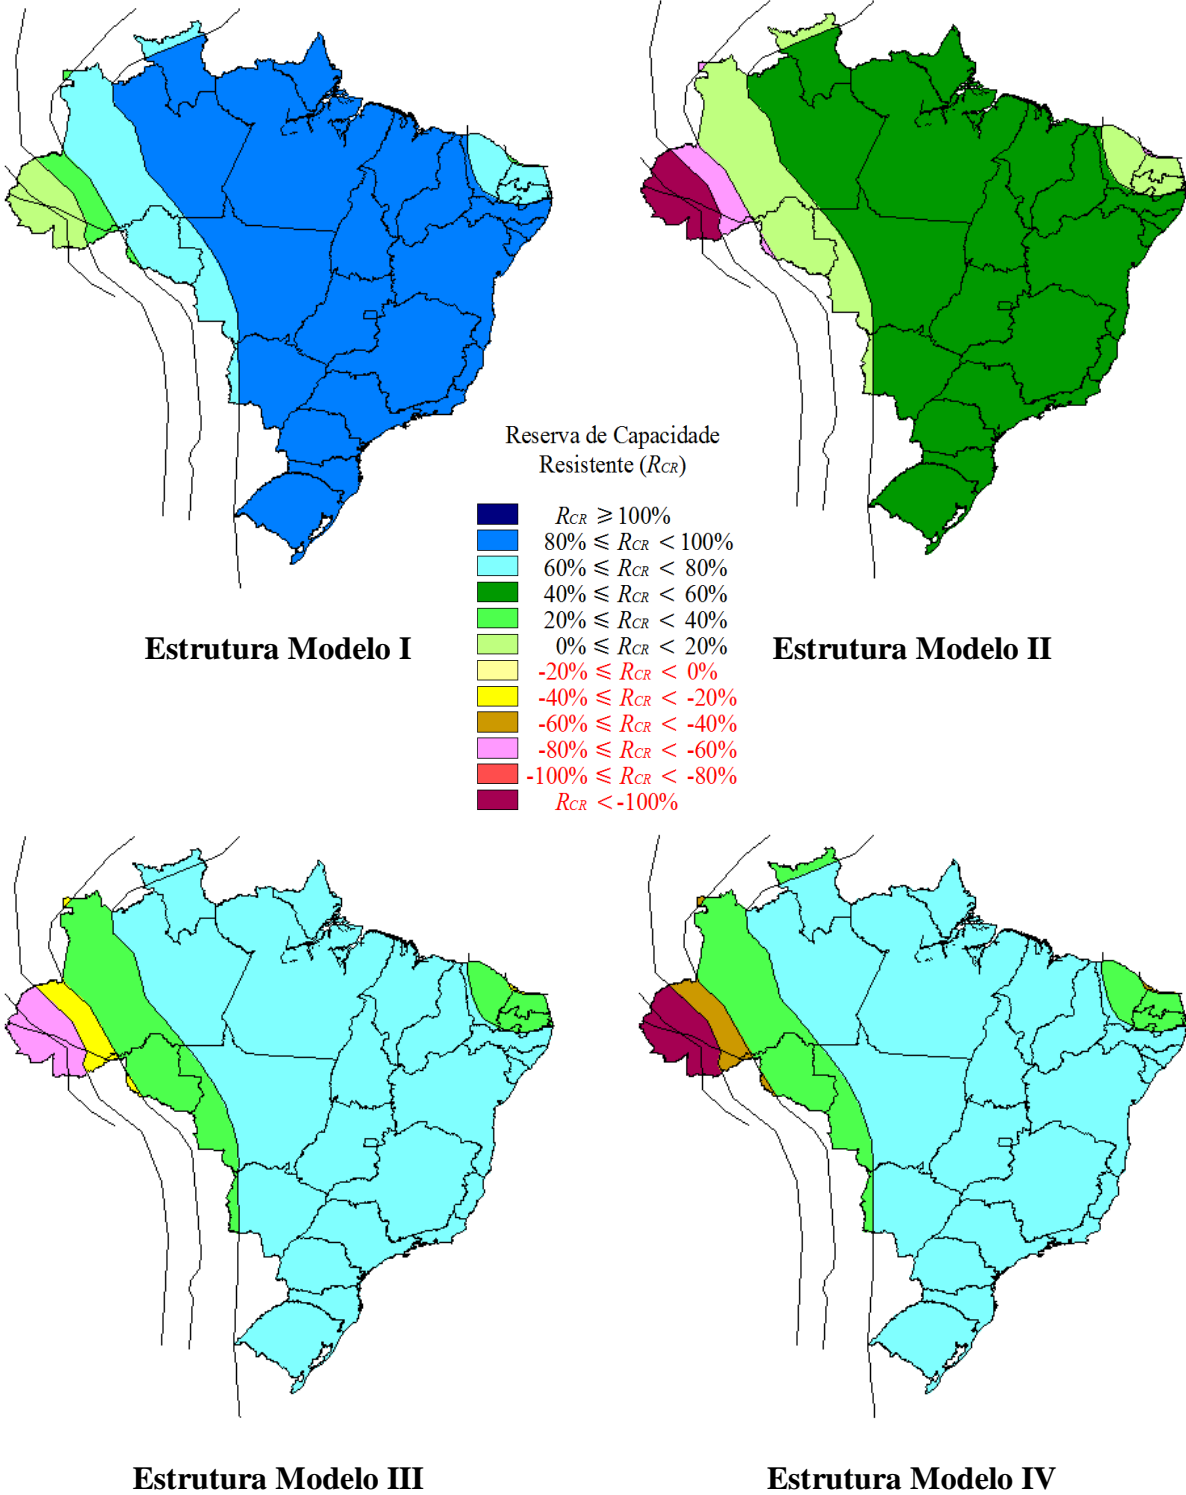 Reserva de Capacidade
Resistente (RCR)
RCR ⩾ 100%
80% ⩽ RCR < 100%
60% ⩽ RCR < 80%
40% ⩽ RCR < 60%
20% ⩽ RCR < 40%
0% ⩽ RCR < 20%
-20% ⩽ RCR < 0%
-40% ⩽ RCR < -20%
-60% ⩽ RCR < -40%
-80% ⩽ RCR < -60%
-100% ⩽ RCR < -80%
RCR < -100%
Estrutura Modelo I
Estrutura Modelo II
Estrutura Modelo III
Estrutura Modelo IV